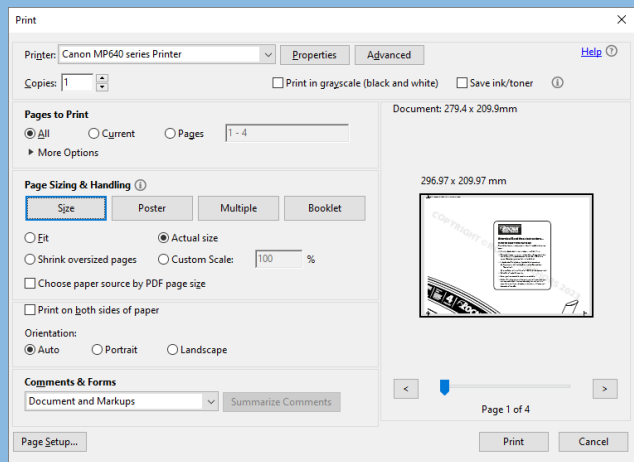 Print
Printer: Canon MP640 series Printer Properties Advanced Help
Copies: 1 Print in grayscale (black and white) Save ink/toner
Pages to Print
All Current Pages 1 - 4
More Options
Page Sizing & Handling
Size Poster Multiple Booklet
Fit Actual size
Shrink oversized pages Custom Scale: 100 %
Choose paper source by PDF page size
Print on both sides of paper
Orientation:
Auto Portrait Landscape
Comments & Forms
Document and Markups Summarize Comments
Page Setup...
Document: 279.4 x 209.9mm
296.97 x 209.97 mm
COPYRIGHT
< >
Page 1 of 4
Print Cancel